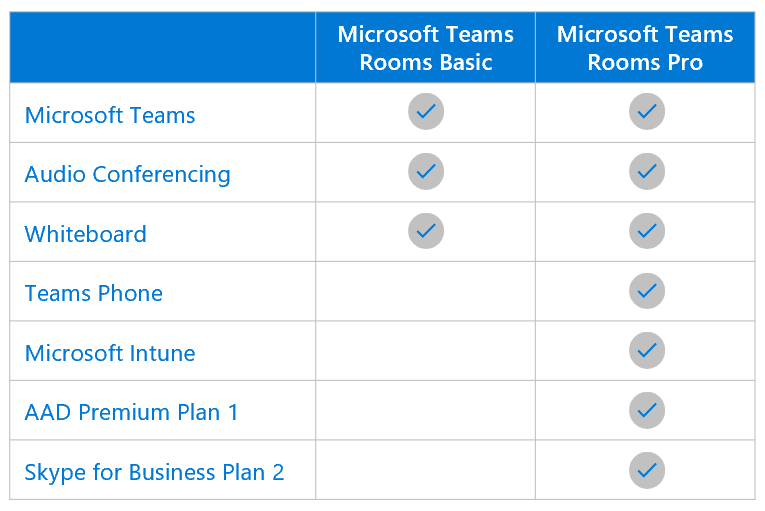 Microsoft Teams
Rooms Basic
Microsoft Teams
Rooms Pro
Microsoft Teams
Audio Conferencing
Whiteboard
Teams Phone
Microsoft Intune
AAD Premium Plan 1
Skype for Business Plan 2